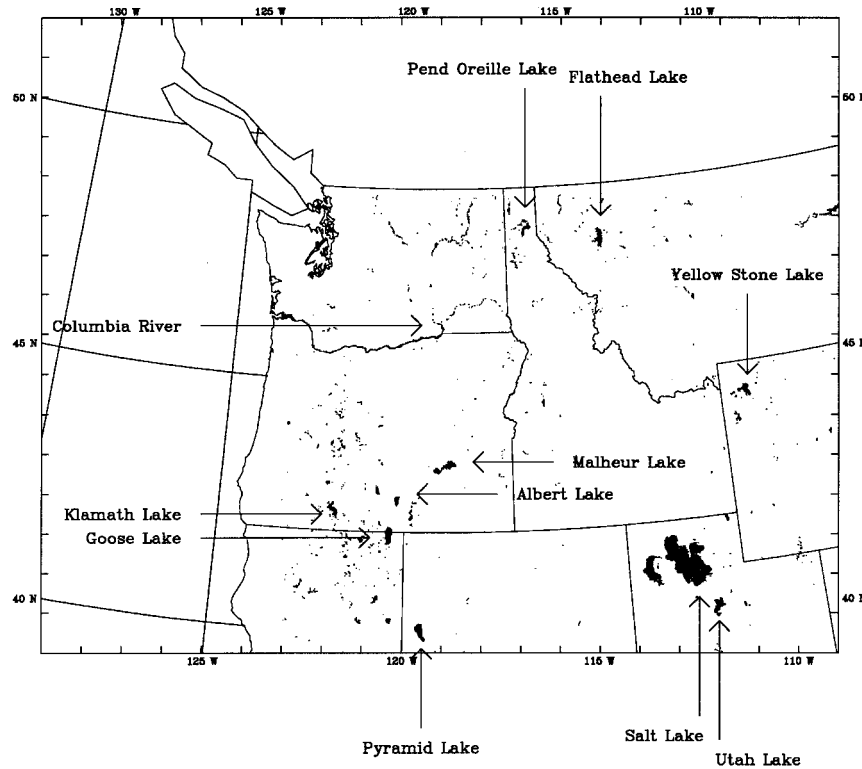 130 W 125 W 120 W 115 W 110 W
Pend Oreille Lake
Flathead Lake
50 N 50 N
Yellow Stone Lake
Columbia River
45 N 45 N
Malheur Lake
Albert Lake
Klamath Lake
Goose Lake
40 N 40 N
125 W 120 W 115 W 110 W
Salt Lake
Pyramid Lake
Utah Lake